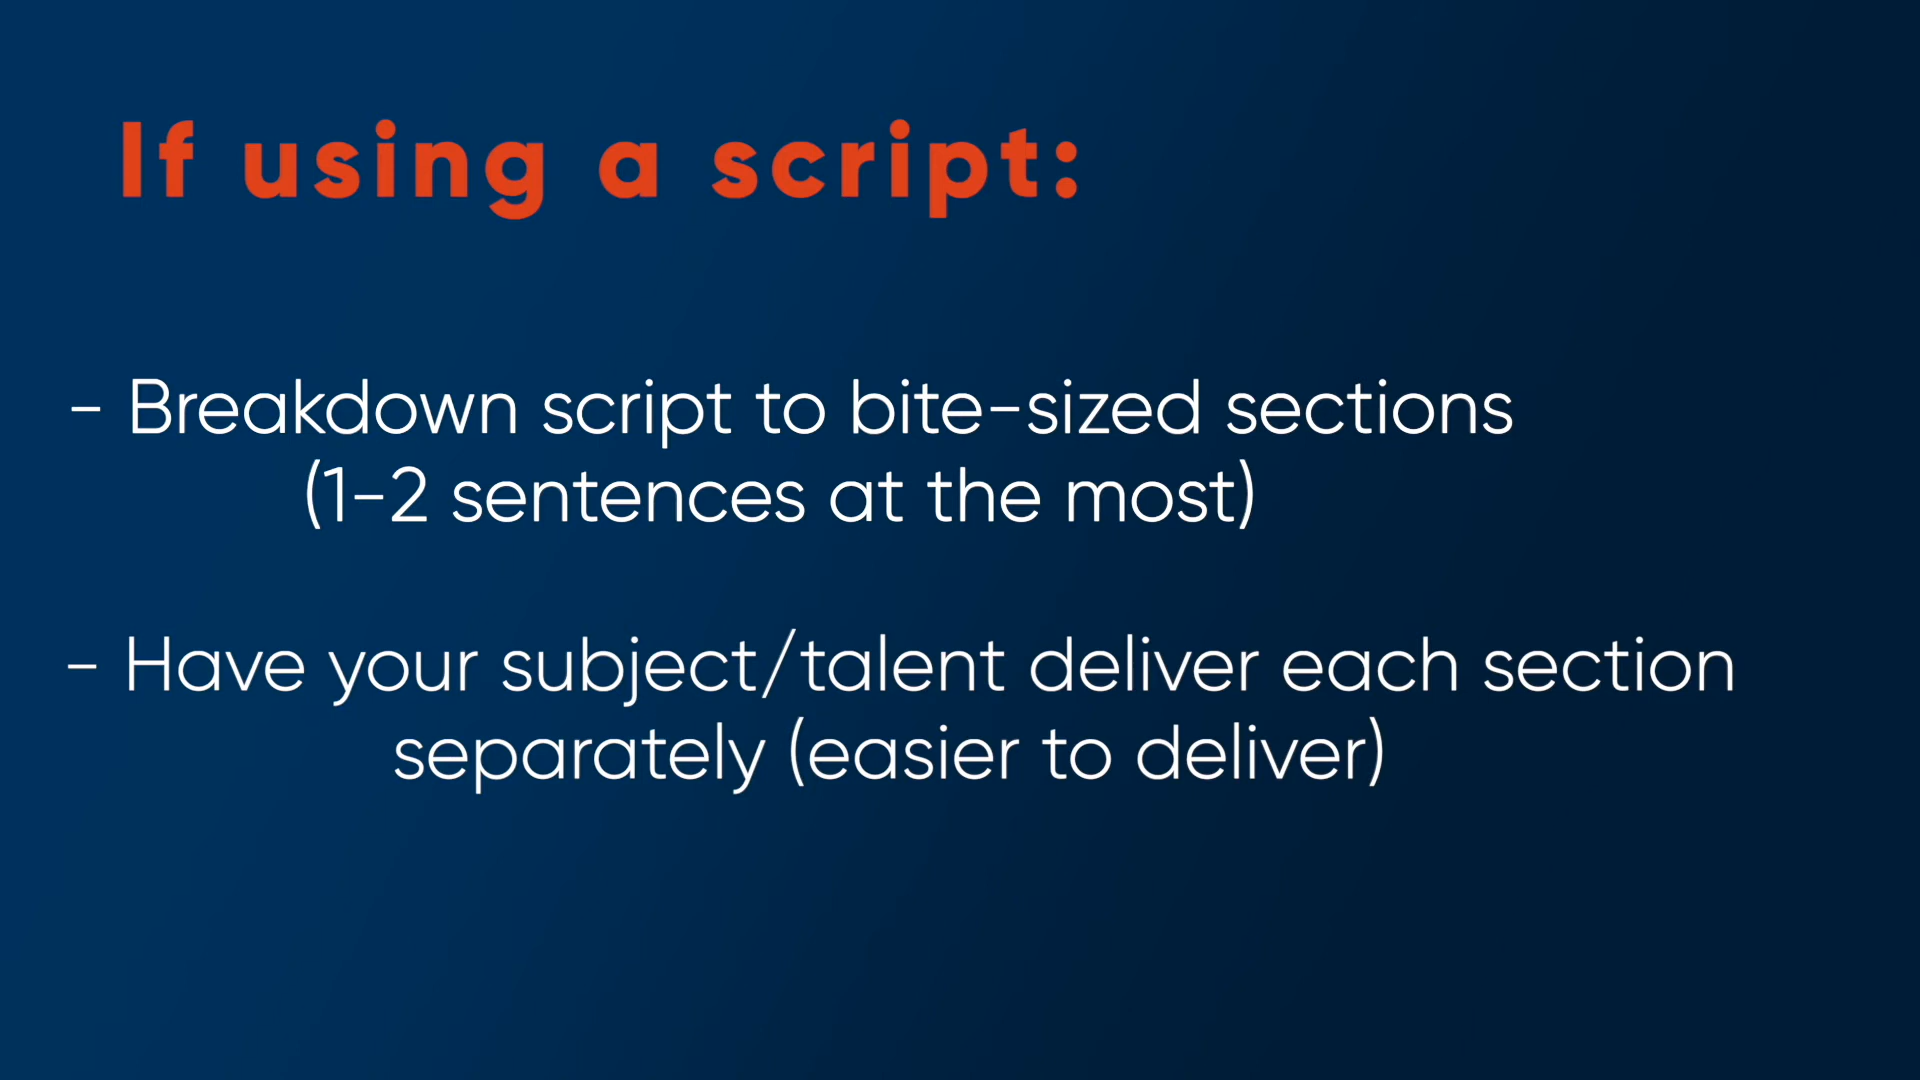 If using a script:
- Breakdown script to bite-sized sections
(1-2 sentences at the most)
- Have your subject/talent deliver each section
separately (easier to deliver)